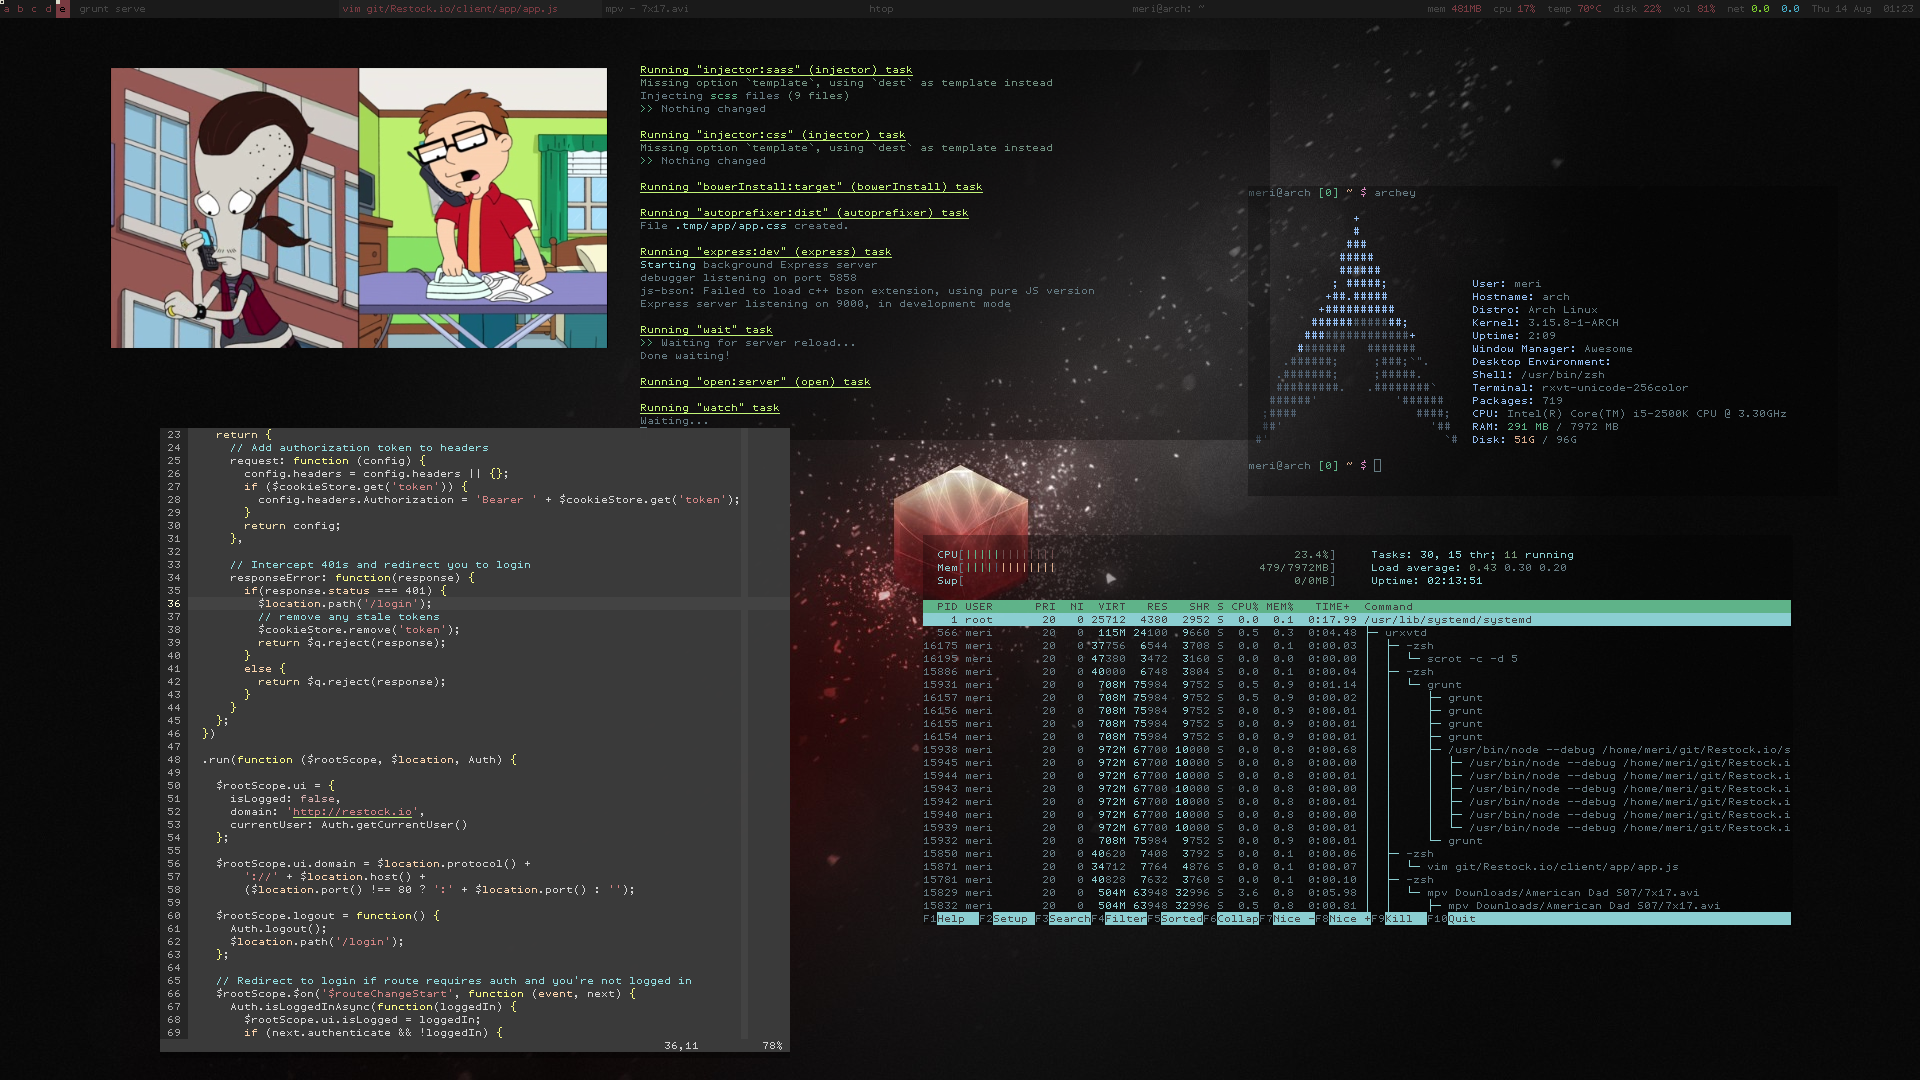 a b c d e grunt serve vim git/Restock.io/client/app/app.js mpv - 7x17.avi htop meri@arch: ~ mem 481MB cpu 17% temp 70°C disk 22% vol 81% net 0.0 0.0 Thu 14 Aug 01:23
Running "injector:sass" (injector) task
Missing option `template`, using `dest` as template instead
Injecting scss files (9 files)
>> Nothing changed
Running "injector:css" (injector) task
Missing option `template`, using `dest` as template instead
>> Nothing changed
Running "bowerInstall:target" (bowerInstall) task
Running "autoprefixer:dist" (autoprefixer) task
File .tmp/app/app.css created.
Running "express:dev" (express) task
Starting background Express server
debugger listening on port 5858
js-bson: Failed to load c++ bson extension, using pure JS version
Express server listening on 9000, in development mode
Running "wait" task
>> Waiting for server reload...
Done waiting!
Running "open:server" (open) task
Running "watch" task
Waiting...
meri@arch [0] ~ $ archey
User: meri
Hostname: arch
Distro: Arch Linux
Kernel: 3.15.8-1-ARCH
Uptime: 2:09
Window Manager: Awesome
Desktop Environment:
Shell: /usr/bin/zsh
Terminal: rxvt-unicode-256color
Packages: 719
CPU: Intel(R) Core(TM) i5-2500K CPU @ 3.30GHz
RAM: 291 MB / 7972 MB
Disk: 51G / 96G
meri@arch [0] ~ $
23 return {
24 // Add authorization token to headers
25 request: function (config) {
26 config.headers = config.headers || {};
27 if ($cookieStore.get('token')) {
28 config.headers.Authorization = 'Bearer ' + $cookieStore.get('token');
29 }
30 return config;
31 },
32
33 // Intercept 401s and redirect you to login
34 responseError: function(response) {
35 if(response.status === 401) {
36 $location.path('/login');
37 // remove any stale tokens
38 $cookieStore.remove('token');
39 return $q.reject(response);
40 }
41 else {
42 return $q.reject(response);
43 }
44 }
45 };
46 })
47
48 .run(function ($rootScope, $location, Auth) {
49
50 $rootScope.ui = {
51 isLogged: false,
52 domain: 'http://restock.io',
53 currentUser: Auth.getCurrentUser()
54 };
55
56 $rootScope.ui.domain = $location.protocol() +
57 '://' + $location.host() +
58 ($location.port() !== 80 ? ':' + $location.port() : '');
59
60 $rootScope.logout = function() {
61 Auth.logout();
62 $location.path('/login');
63 };
64
65 // Redirect to login if route requires auth and you're not logged in
66 $rootScope.$on('$routeChangeStart', function (event, next) {
67 Auth.isLoggedInAsync(function(loggedIn) {
68 $rootScope.ui.isLogged = loggedIn;
69 if (next.authenticate && !loggedIn) {
36,11 78%
CPU[|||||||||||||| 23.4%] Tasks: 30, 15 thr; 11 running
Mem[|||||||||||||| 479/7972MB] Load average: 0.43 0.30 0.20
Swp[ 0/0MB] Uptime: 02:13:51
PID USER PRI NI VIRT RES SHR S CPU% MEM% TIME+ Command
1 root 20 0 25712 4380 2952 S 0.0 0.1 0:17.99 /usr/lib/systemd/systemd
566 meri 20 0 115M 24100 9660 S 0.5 0.3 0:04.48 ├─ urxvtd
16175 meri 20 0 37756 6544 3708 S 0.0 0.1 0:00.03 │ ├─ -zsh
16195 meri 20 0 47380 3472 3160 S 0.0 0.0 0:00.00 │ │ └─ scrot -c -d 5
15886 meri 20 0 40000 6748 3804 S 0.0 0.1 0:00.04 │ ├─ -zsh
15931 meri 20 0 708M 75984 9752 S 0.5 0.9 0:01.14 │ │ └─ grunt
16157 meri 20 0 708M 75984 9752 S 0.5 0.9 0:00.02 │ │ ├─ grunt
16156 meri 20 0 708M 75984 9752 S 0.0 0.9 0:00.01 │ │ ├─ grunt
16155 meri 20 0 708M 75984 9752 S 0.0 0.9 0:00.01 │ │ ├─ grunt
16154 meri 20 0 708M 75984 9752 S 0.0 0.9 0:00.01 │ │ ├─ grunt
15938 meri 20 0 972M 67700 10000 S 0.0 0.8 0:00.68 │ │ ├─ /usr/bin/node --debug /home/meri/git/Restock.io/s
15945 meri 20 0 972M 67700 10000 S 0.0 0.8 0:00.00 │ │ │ ├─ /usr/bin/node --debug /home/meri/git/Restock.i
15944 meri 20 0 972M 67700 10000 S 0.0 0.8 0:00.01 │ │ │ ├─ /usr/bin/node --debug /home/meri/git/Restock.i
15943 meri 20 0 972M 67700 10000 S 0.0 0.8 0:00.00 │ │ │ ├─ /usr/bin/node --debug /home/meri/git/Restock.i
15942 meri 20 0 972M 67700 10000 S 0.0 0.8 0:00.01 │ │ │ ├─ /usr/bin/node --debug /home/meri/git/Restock.i
15940 meri 20 0 972M 67700 10000 S 0.0 0.8 0:00.00 │ │ │ ├─ /usr/bin/node --debug /home/meri/git/Restock.i
15939 meri 20 0 972M 67700 10000 S 0.0 0.8 0:00.01 │ │ │ └─ /usr/bin/node --debug /home/meri/git/Restock.i
15932 meri 20 0 708M 75984 9752 S 0.0 0.9 0:00.01 │ │ └─ grunt
15850 meri 20 0 40620 7408 3792 S 0.0 0.1 0:00.06 │ ├─ -zsh
15871 meri 20 0 34712 7764 4876 S 0.0 0.1 0:00.07 │ │ └─ vim git/Restock.io/client/app/app.js
15781 meri 20 0 40828 7632 3760 S 0.0 0.1 0:00.10 │ ├─ -zsh
15829 meri 20 0 504M 63948 32996 S 3.6 0.8 0:05.98 │ │ └─ mpv Downloads/American Dad S07/7x17.avi
15832 meri 20 0 504M 63948 32996 S 0.5 0.8 0:00.81 │ │ ├─ mpv Downloads/American Dad S07/7x17.avi
F1Help F2Setup F3SearchF4FilterF5SortedF6CollapF7Nice -F8Nice +F9Kill F10Quit